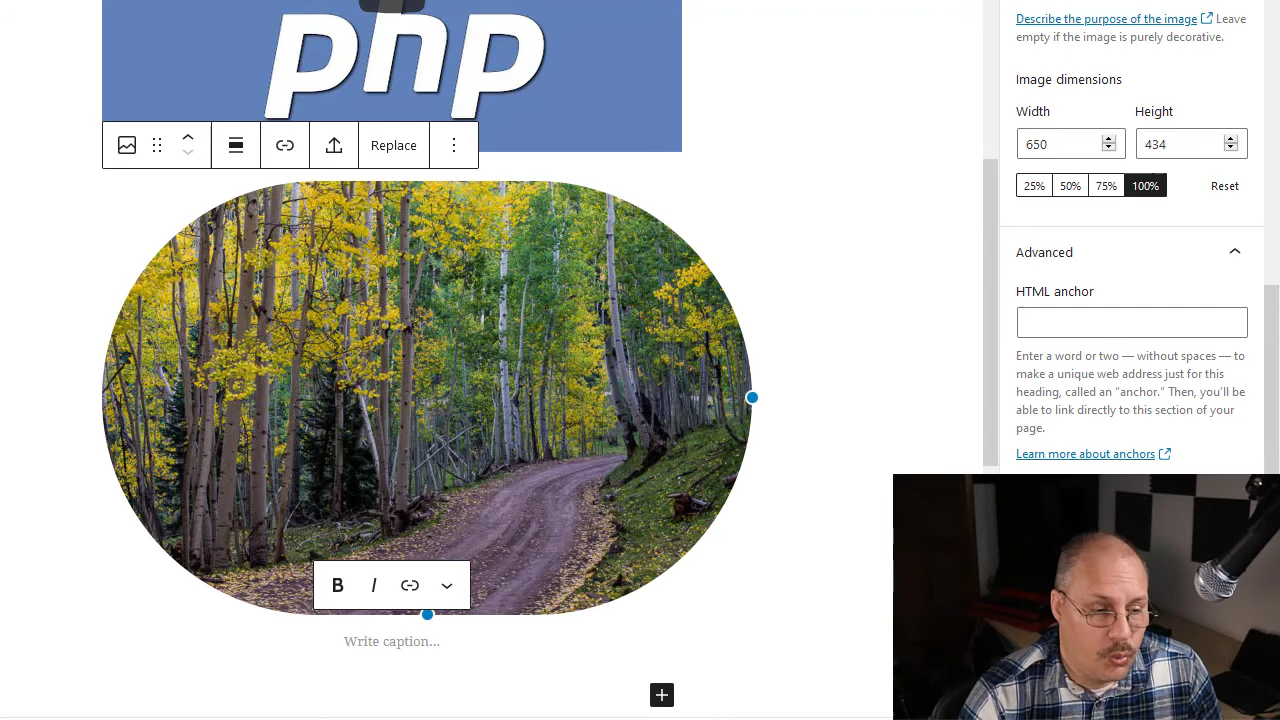 php
Replace
B I
Write caption...
Describe the purpose of the image Leave
empty if the image is purely decorative.
Image dimensions
Width Height
650 434
25% 50% 75% 100% Reset
Advanced
HTML anchor
Enter a word or two — without spaces — to
make a unique web address just for this
heading, called an “anchor.” Then, you'll be
able to link directly to this section of your
page.
Learn more about anchors